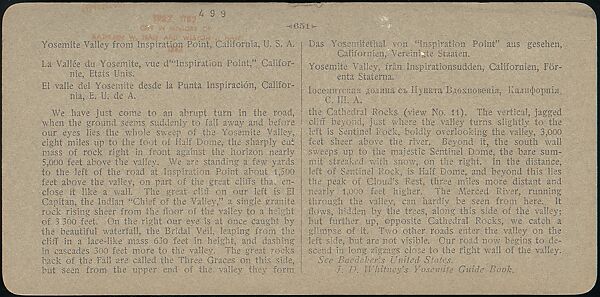 499
-651-
GIFT IN MEMORY OF
Yosemite Valley from Inspiration Point, California, U. S. A.
La Vallée du Yosemite, vue d'"Inspiration Point," Califor-
nie, Etats Unis.
El valle del Yosemite desde la Punta Inspiración, Califor-
nia, E. U. de A.
We have just come to an abrupt turn in the road,
when the ground seems suddenly to fall away and before
our eyes lies the whole sweep of the Yosemite Valley,
eight miles up to the foot of Half Dome, the sharply cut
mass of rock right in front against the horizon nearly
5,000 feet above the valley. We are standing a few yards
to the left of the road at Inspiration Point about 1,500
feet above the valley, on part of the great cliffs that en-
close it like a wall. The great cliff on our left is El
Capitan, the Indian "Chief of the Valley," a single granite
rock rising sheer from the floor of the valley to a height
of 3 300 feet. On the right our eye is at once caught by
the beautiful waterfall, the Bridal Veil, leaping from the
cliff in a lace-like mass 630 feet in height, and dashing
in cascades 300 feet more to the valley. The great rocks
back of the Fall are called the Three Graces on this side,
but seen from the upper end of the valley they form
Das Yosemitethal von "Inspiration Point" aus gesehen,
Californien, Vereinigte Staaten.
Yosemite Valley, från Inspirationsudden, Californien, För-
enta Staterna.
Іосемитская долина съ Пункта Вдохновенія, Калифорнія,
С. Ш. А.
the Cathedral Rocks (view No. 11). The vertical, jagged
cliff beyond, just where the valley turns slightly to the
left is Sentinel Rock, boldly overlooking the valley, 3,000
feet sheer above the river. Beyond it, the south wall
sweeps up to the majestic Sentinel Dome, the bare sum-
mit streaked with snow, on the right. In the distance,
left of Sentinel Rock, is Half Dome, and beyond this lies
the peak of Cloud's Rest, three miles more distant and
nearly 1,000 feet higher. The Merced River, running
through the valley, can hardly be seen from here. It
flows, hidden by the trees, along this side of the valley;
but further up, opposite Cathedral Rocks, we catch a
glimpse of it. Two other roads enter the valley on the
left side, but are not visible. Our road now begins to de-
scend in long zigzags close to the right wall of the valley.
See Baedeker's United States.
J. D. Whitney's Yosemite Guide Book.